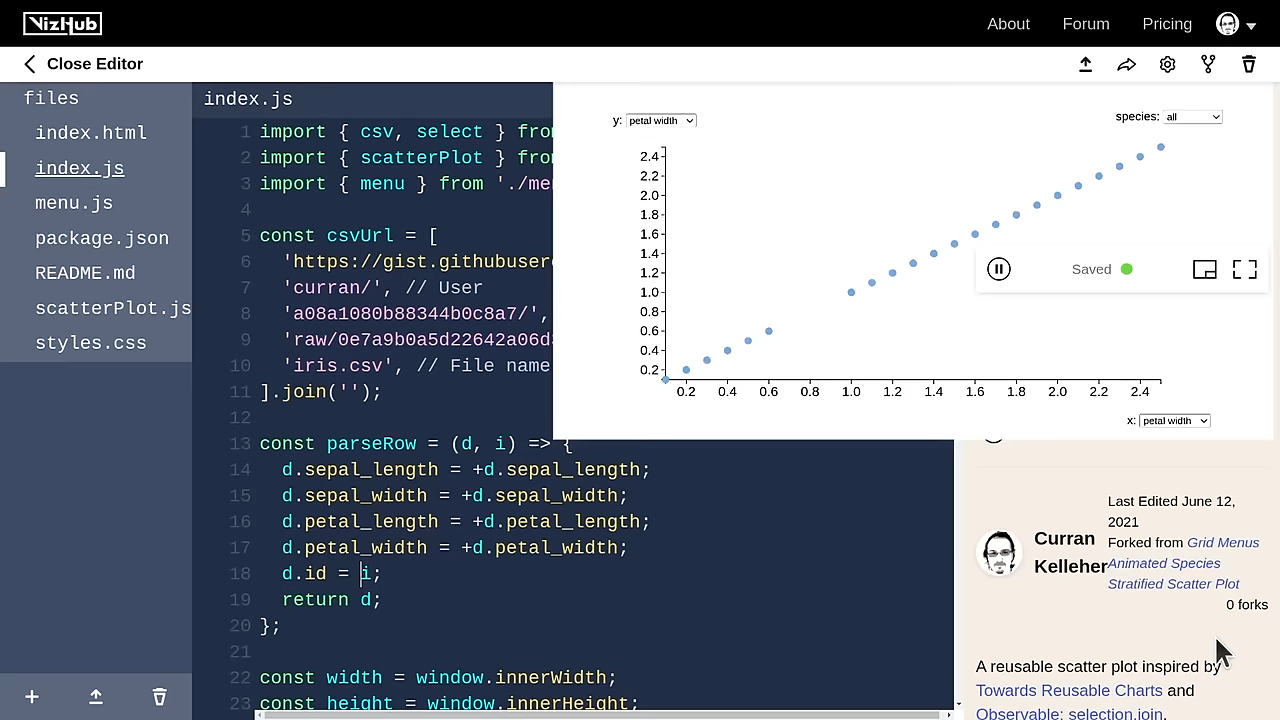 VizHub
About Forum Pricing
Close Editor
files
index.html
index.js
menu.js
package.json
README.md
scatterPlot.js
styles.css
index.js
1 import { csv, select } from
2 import { scatterPlot } from
3 import { menu } from './me
4
5 const csvUrl = [
6 'https://gist.githubuser
7 'curran/', // User
8 'a08a1080b88344b0c8a7/',
9 'raw/0e7a9b0a5d22642a06d
10 'iris.csv', // File name
11 ].join('');
12
13 const parseRow = (d, i) => {
14 d.sepal_length = +d.sepal_length;
15 d.sepal_width = +d.sepal_width;
16 d.petal_length = +d.petal_length;
17 d.petal_width = +d.petal_width;
18 d.id = i;
19 return d;
20 };
21
22 const width = window.innerWidth;
23 const height = window.innerHeight;
y: petal width
species: all
2.4
2.2
2.0
1.8
1.6
1.4
1.2
1.0
0.8
0.6
0.4
0.2
0.2 0.4 0.6 0.8 1.0 1.2 1.4 1.6 1.8 2.0 2.2 2.4
x: petal width
Saved
Curran
Kelleher
Last Edited June 12,
2021
Forked from Grid Menus
Animated Species
Stratified Scatter Plot
0 forks
A reusable scatter plot inspired by
Towards Reusable Charts and
Observable: selection.join.